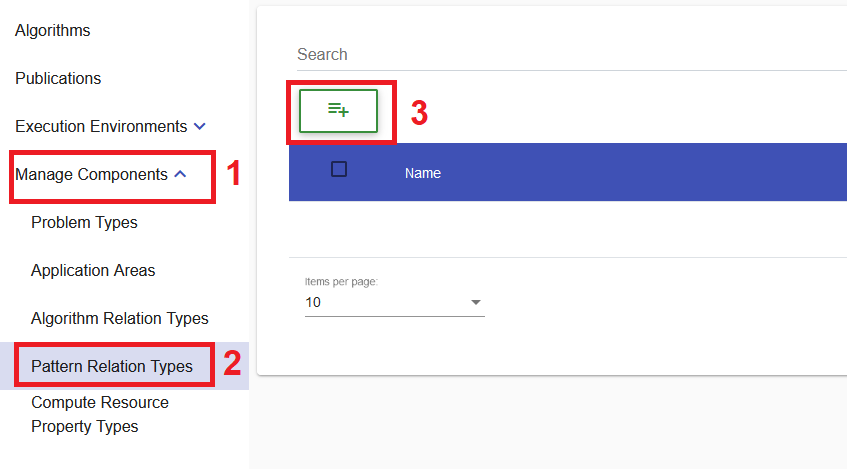 Algorithms
Publications
Execution Environments
Manage Components
1
Problem Types
Application Areas
Algorithm Relation Types
Pattern Relation Types
2
Compute Resource
Property Types
Search
3
Name
Items per page:
10